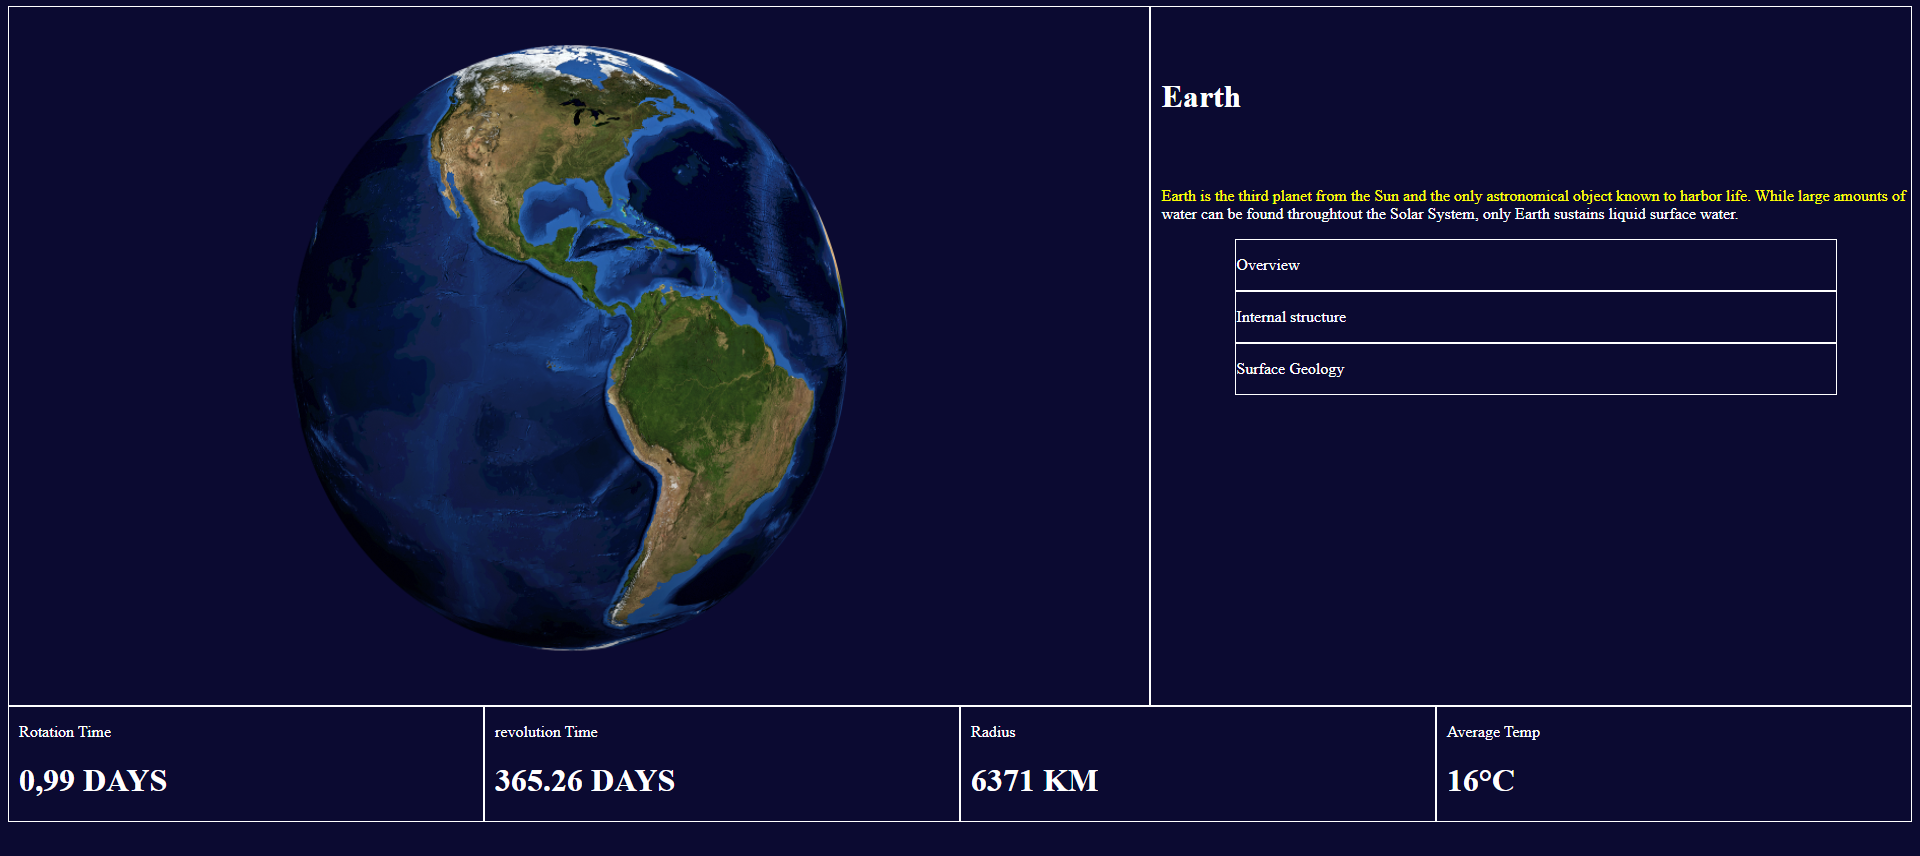 Earth
Earth is the third planet from the Sun and the only astronomical object known to harbor life. While large amounts of
water can be found throughtout the Solar System, only Earth sustains liquid surface water.
Overview
Internal structure
Surface Geology
Rotation Time
0,99 DAYS
revolution Time
365.26 DAYS
Radius
6371 KM
Average Temp
16°C